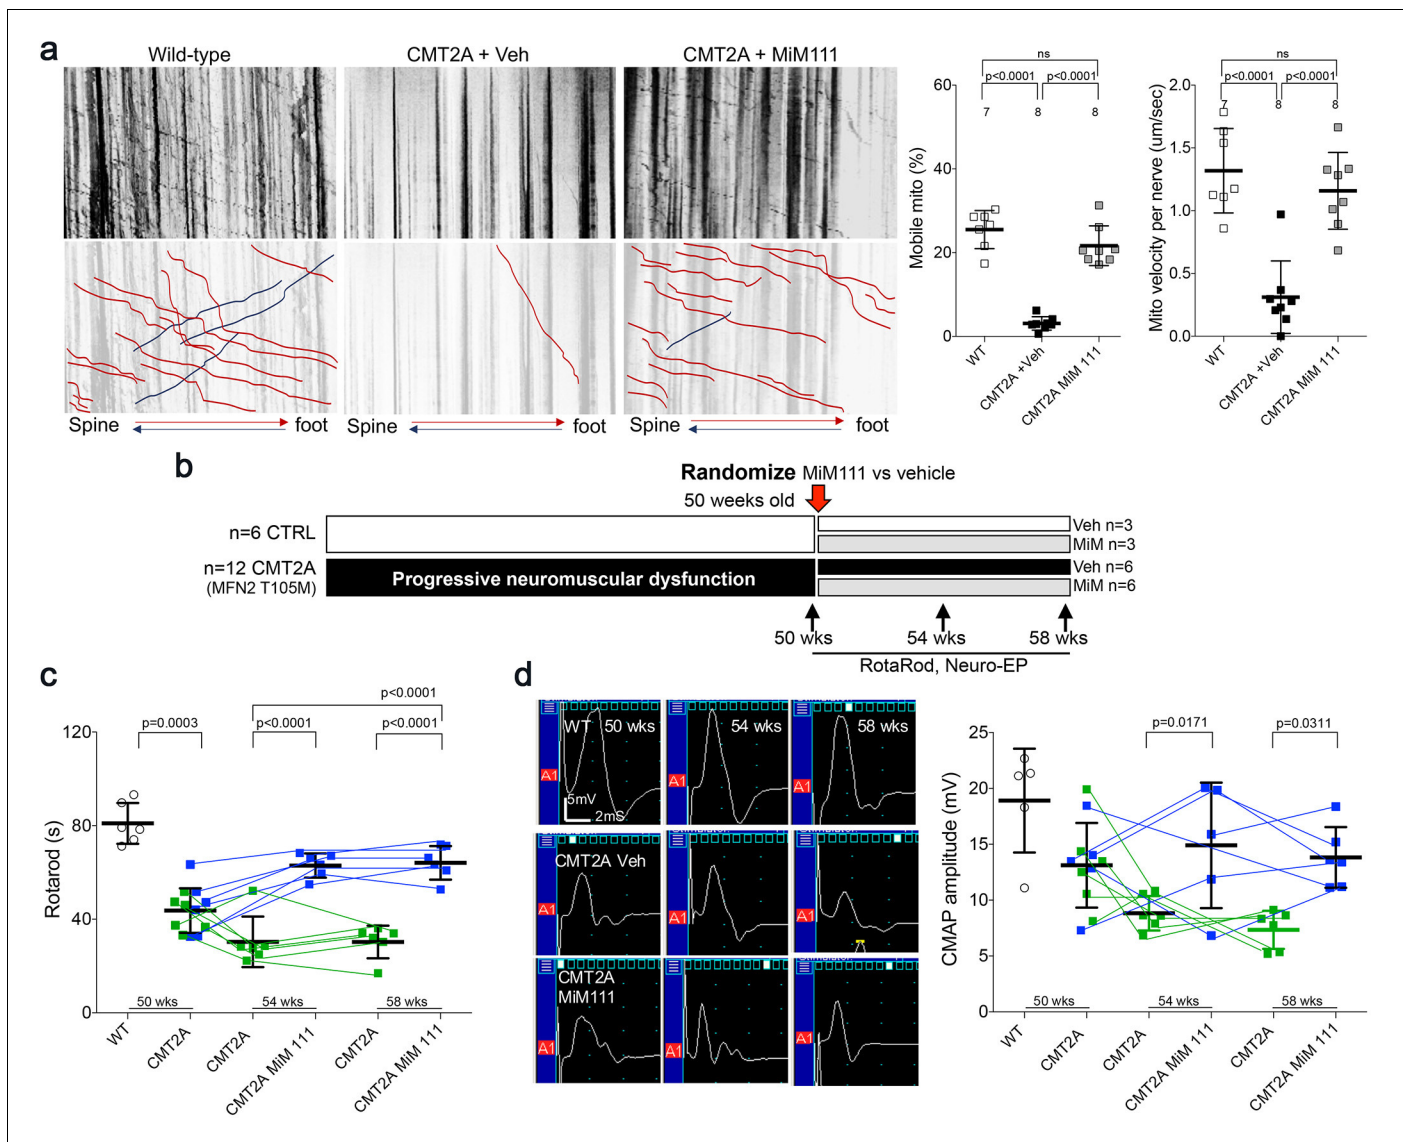 a
Wild-type
CMT2A + Veh
CMT2A + MiM111
Spine
foot
Spine
foot
Spine
foot
ns
p<0.0001
p<0.0001
7
8
8
Mobile mito (%)
60
40
20
0
WT
CMT2A +Veh
CMT2A MiM 111
ns
p<0.0001
p<0.0001
7
8
8
Mito velocity per nerve (um/sec)
2.0
1.5
1.0
0.5
0.0
WT
CMT2A +Veh
CMT2A MiM 111
b
Randomize MiM111 vs vehicle
50 weeks old
n=6 CTRL
Veh n=3
MiM n=3
n=12 CMT2A
(MFN2 T105M)
Progressive neuromuscular dysfunction
Veh n=6
MiM n=6
50 wks
54 wks
58 wks
RotaRod, Neuro-EP
c
p<0.0001
p=0.0003
p<0.0001
p<0.0001
Rotarod (s)
120
80
40
0
50 wks
54 wks
58 wks
WT
CMT2A
CMT2A
CMT2A MiM 111
CMT2A
CMT2A MiM 111
d
WT
50 wks
54 wks
58 wks
A1
A1
A1
5mV
2mS
CMT2A Veh
A1
A1
A1
CMT2A
MiM111
A1
A1
A1
p=0.0171
p=0.0311
CMAP amplitude (mV)
25
20
15
10
5
0
50 wks
54 wks
58 wks
WT
CMT2A
CMT2A
CMT2A MiM 111
CMT2A
CMT2A MiM 111